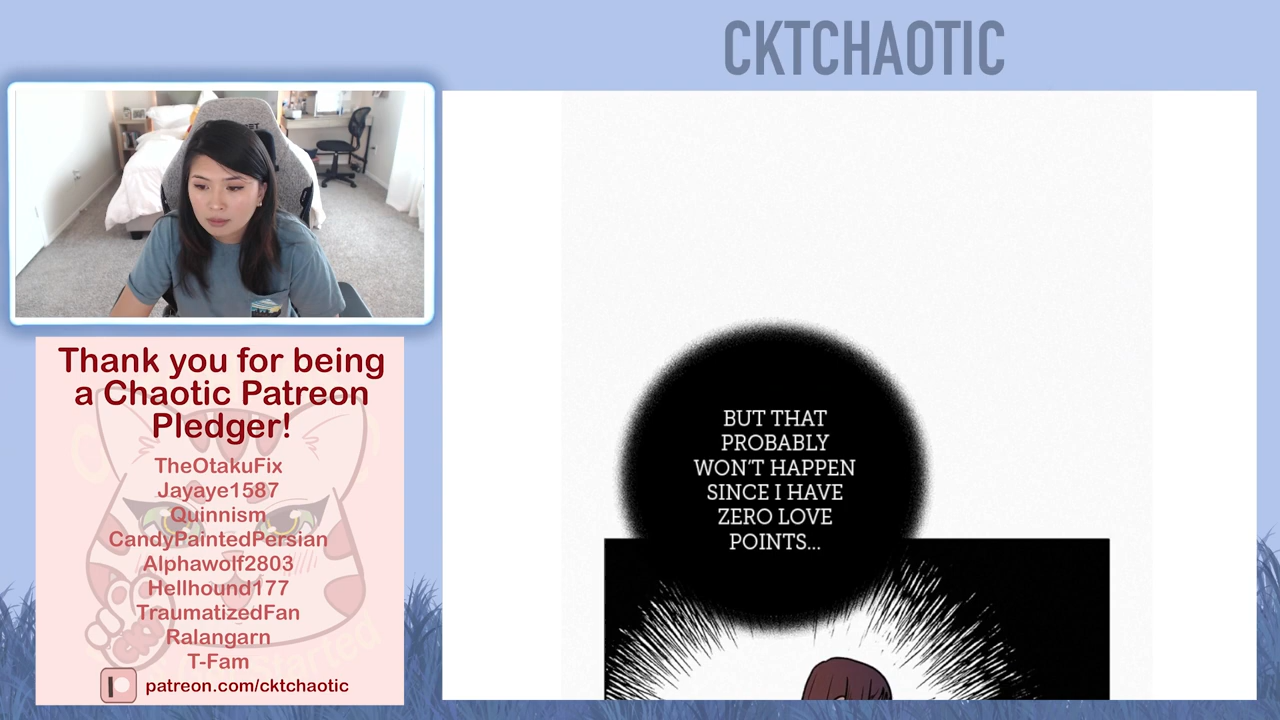 CKTCHAOTIC
Thank you for being
a Chaotic Patreon
Pledger!
TheOtakuFix
Jayaye1587
Quinnism
CandyPaintedPersian
Alphawolf2803
Hellhound177
TraumatizedFan
Ralangarn
T-Fam
patreon.com/cktchaotic
BUT THAT
PROBABLY
WON'T HAPPEN
SINCE I HAVE
ZERO LOVE
POINTS...